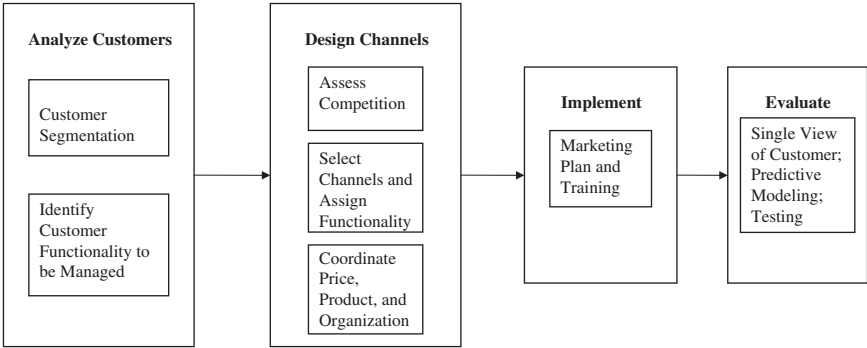 Analyze Customers
Customer
Segmentation
Identify
Customer
Functionality to
be Managed
Design Channels
Assess
Competition
Select
Channels and
Assign
Functionality
Coordinate
Price,
Product, and
Organization
Implement
Marketing
Plan and
Training
Evaluate
Single View
of Customer;
Predictive
Modeling;
Testing